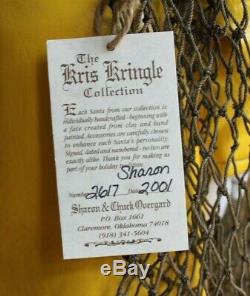 The
Kris Kringle
Collection
Each Santa from our collection is
individually handcrafted - beginning with
a face created from clay and hand
painted. Accessories are carefully chosen
to enhance each Santa's personality.
Signed, dated and numbered - no two are
exactly alike. Thank you for making us
part of your holiday
Sharon
Number 2617 Date 2001
Sharon & Chuck Overgard
P.O. Box 1661
Claremore, Oklahoma 74018
(918) 341-5604